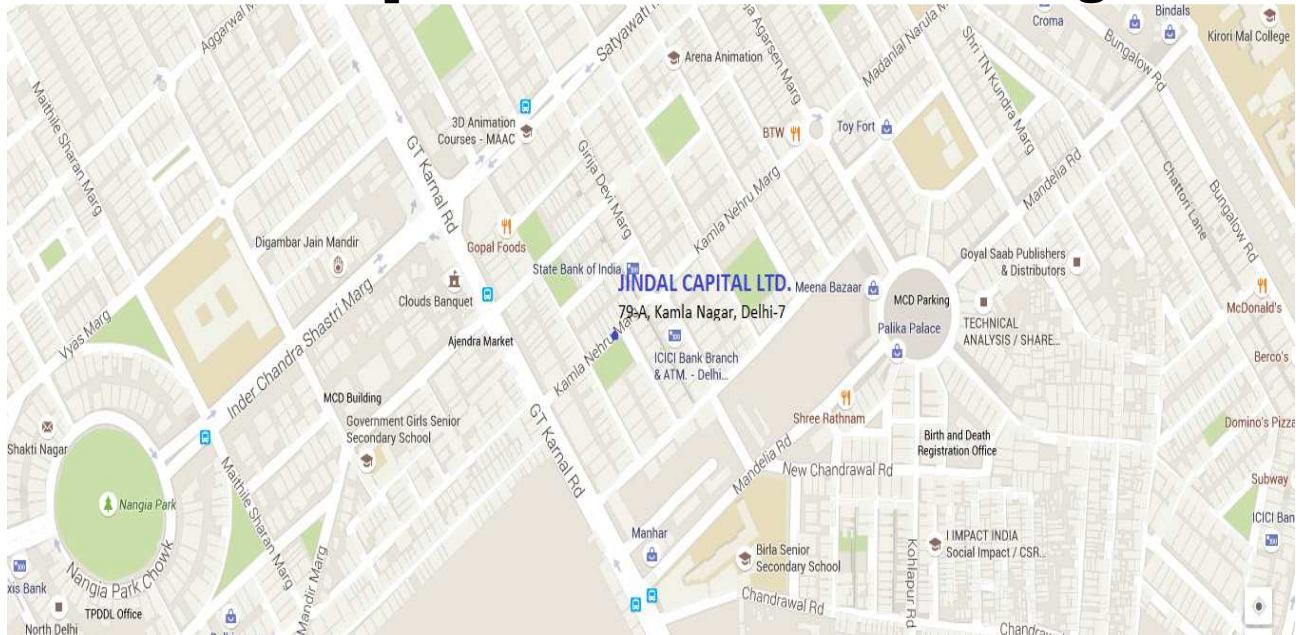 Aggarwal M
Satyawati
Agarsen Marg
Madanlal Narula
Croma
Bindals
Bungalow Rd
Kirori Mal College
Shri TN Kundra Marg
Arena Animation
Maithile Sharan Marg
3D Animation
Courses - MAAC
BTW
Toy Fort
GT Karnal Rd
Girija Devi Marg
Mandelia Rd
Chattori Lane
Bungalow Rd
Kamla Nehru Marg
Digambar Jain Mandir
Gopal Foods
State Bank of India
Goyal Saab Publishers
& Distributors
JINDAL CAPITAL LTD.
79-A, Kamla Nagar, Delhi-7
Meena Bazaar
MCD Parking
Clouds Banquet
Vyas Marg
Inder Chandra Shastri Marg
Ajendra Market
Kamla Nehru Ma
ICICI Bank Branch
& ATM. - Delhi...
Palika Palace
TECHNICAL
ANALYSIS / SHARE...
McDonald's
Berco's
MCD Building
Government Girls Senior
Secondary School
Shree Rathnam
Birth and Death
Registration Office
Domino's Pizza
Shakti Nagar
GT Karnal Rd
Mandelia Rd
New Chandrawal Rd
Subway
Nangia Park
Maithile Sharan Marg
ICICI Ban
Manhar
Birla Senior
Secondary School
I IMPACT INDIA
Social Impact / CSR...
Kohlapur Rd
xis Bank
Nangia Park Chowk
Mandir Marg
TPDDL Office
North Delhi
Chandrawal Rd
Chandra